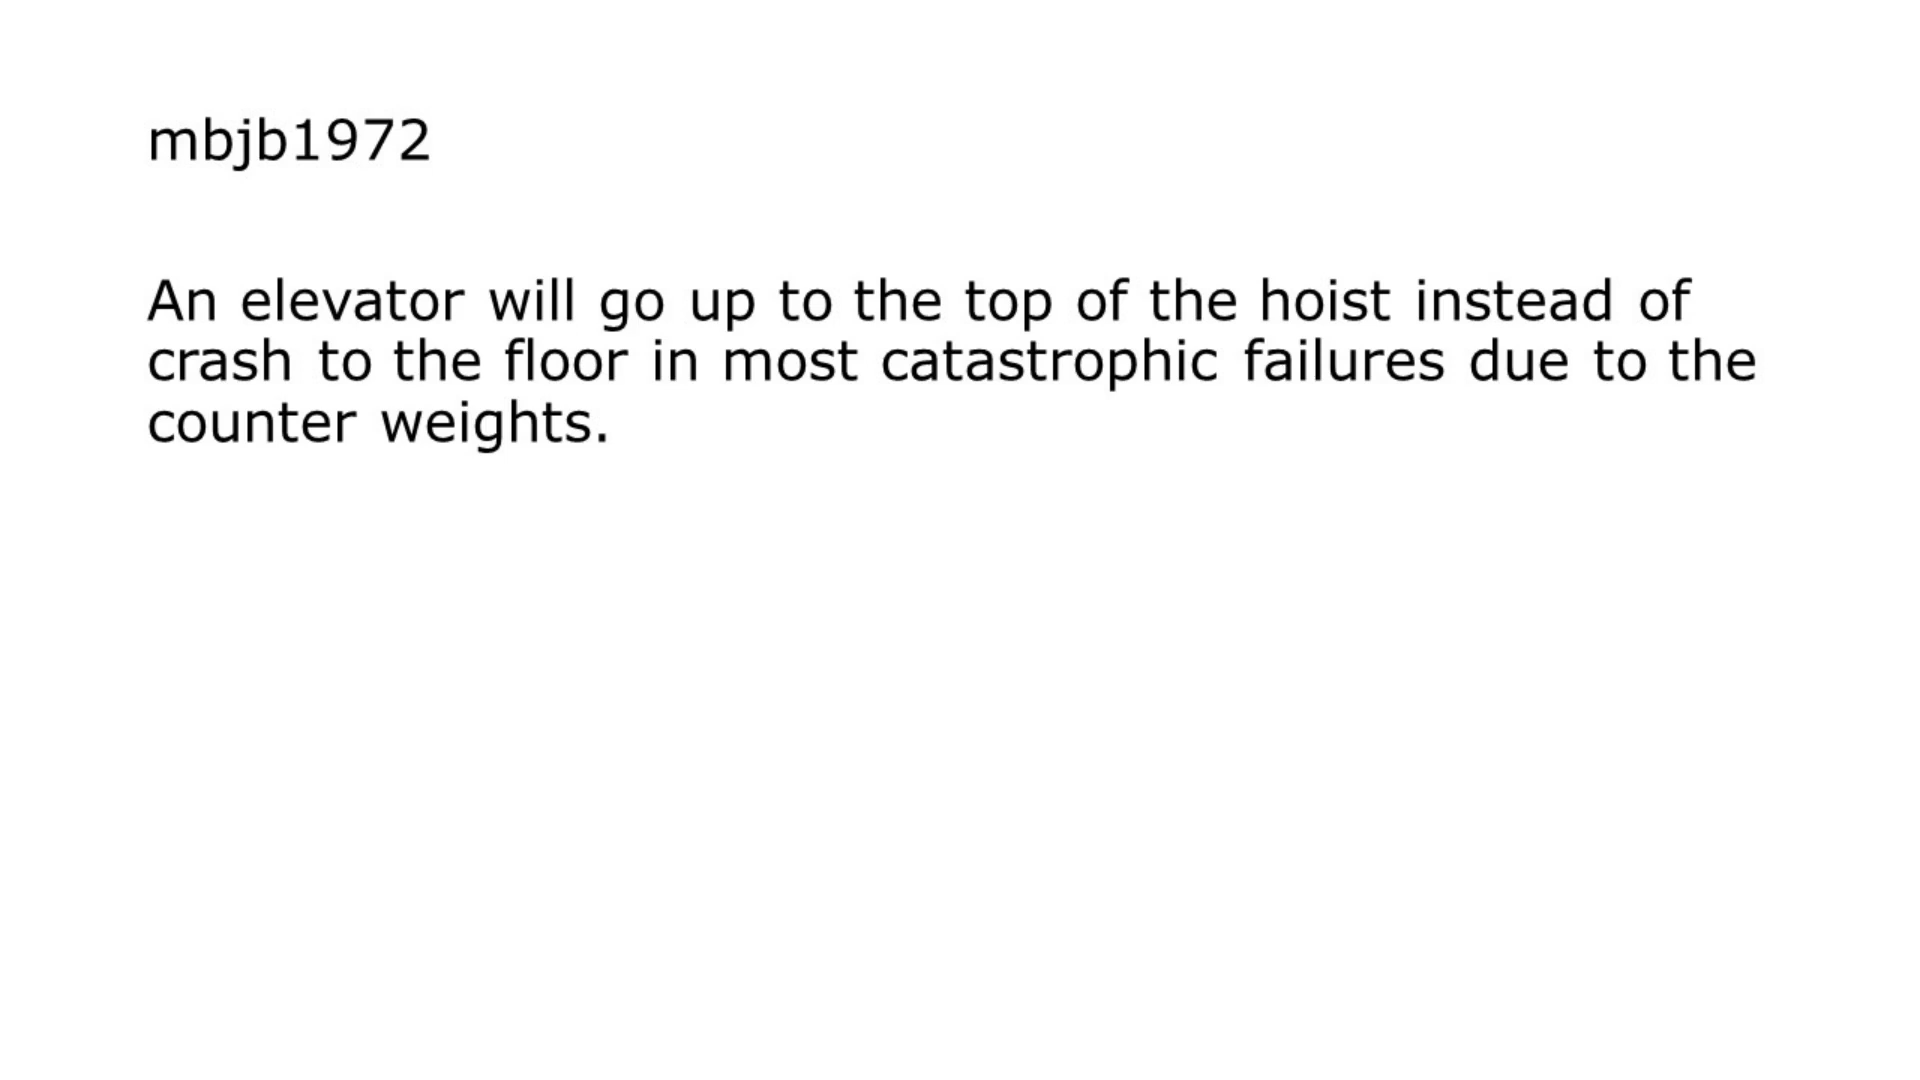 mbjb1972
An elevator will go up to the top of the hoist instead of
crash to the floor in most catastrophic failures due to the
counter weights.